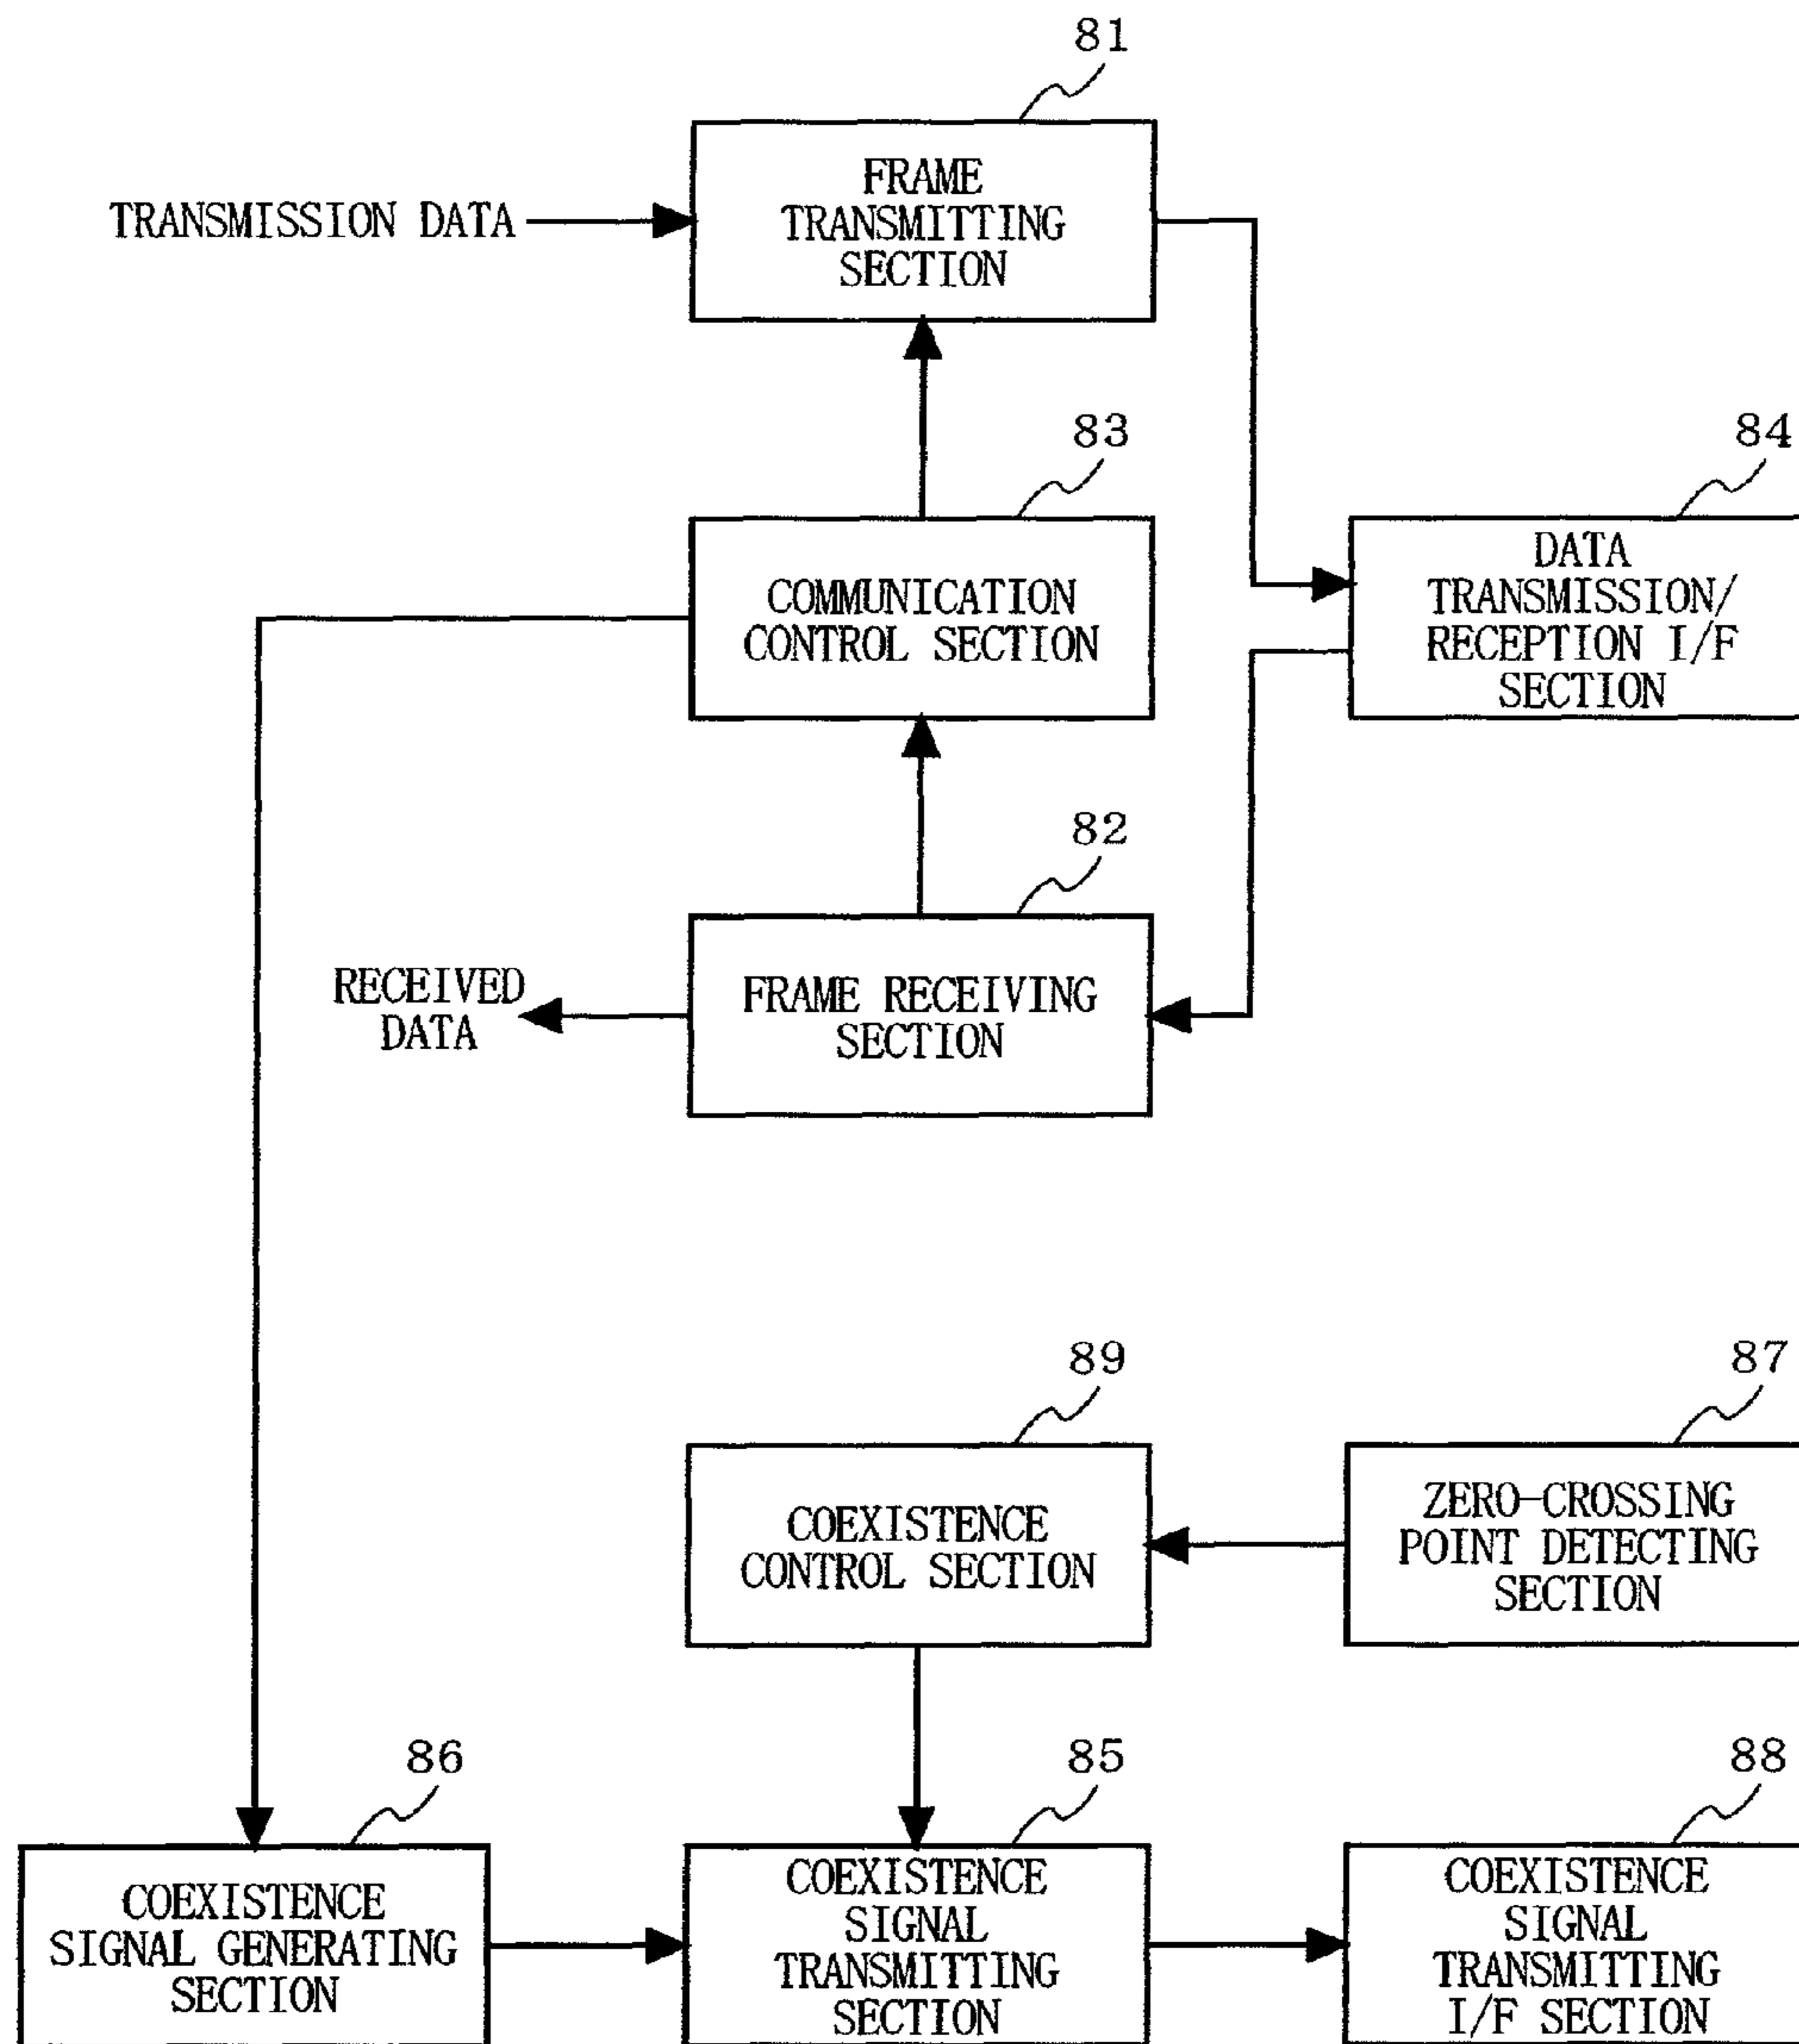 81
FRAME
TRANSMITTING
SECTION
TRANSMISSION DATA
83
COMMUNICATION
CONTROL SECTION
84
DATA
TRANSMISSION/
RECEPTION I/F
SECTION
82
FRAME RECEIVING
SECTION
RECEIVED
DATA
89
COEXISTENCE
CONTROL SECTION
87
ZERO-CROSSING
POINT DETECTING
SECTION
86
COEXISTENCE
SIGNAL GENERATING
SECTION
85
COEXISTENCE
SIGNAL
TRANSMITTING
SECTION
88
COEXISTENCE
SIGNAL
TRANSMITTING
I/F SECTION